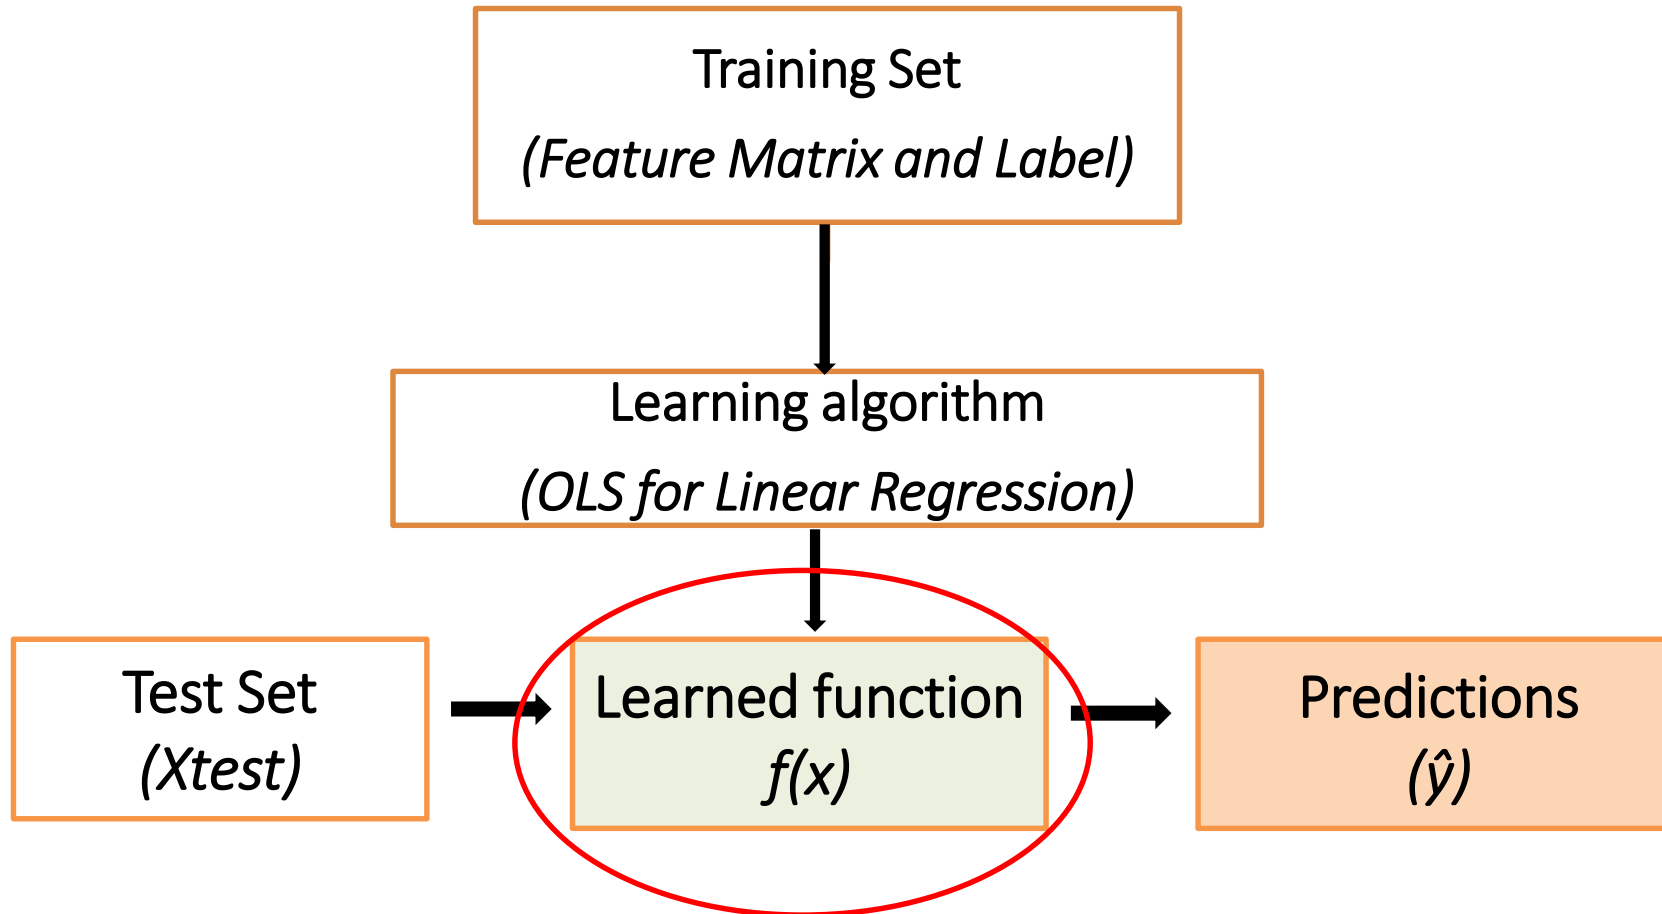 Training Set
(Feature Matrix and Label)
Learning algorithm
(OLS for Linear Regression)
Test Set
(Xtest)
Learned function
f(x)
Predictions
(ŷ)